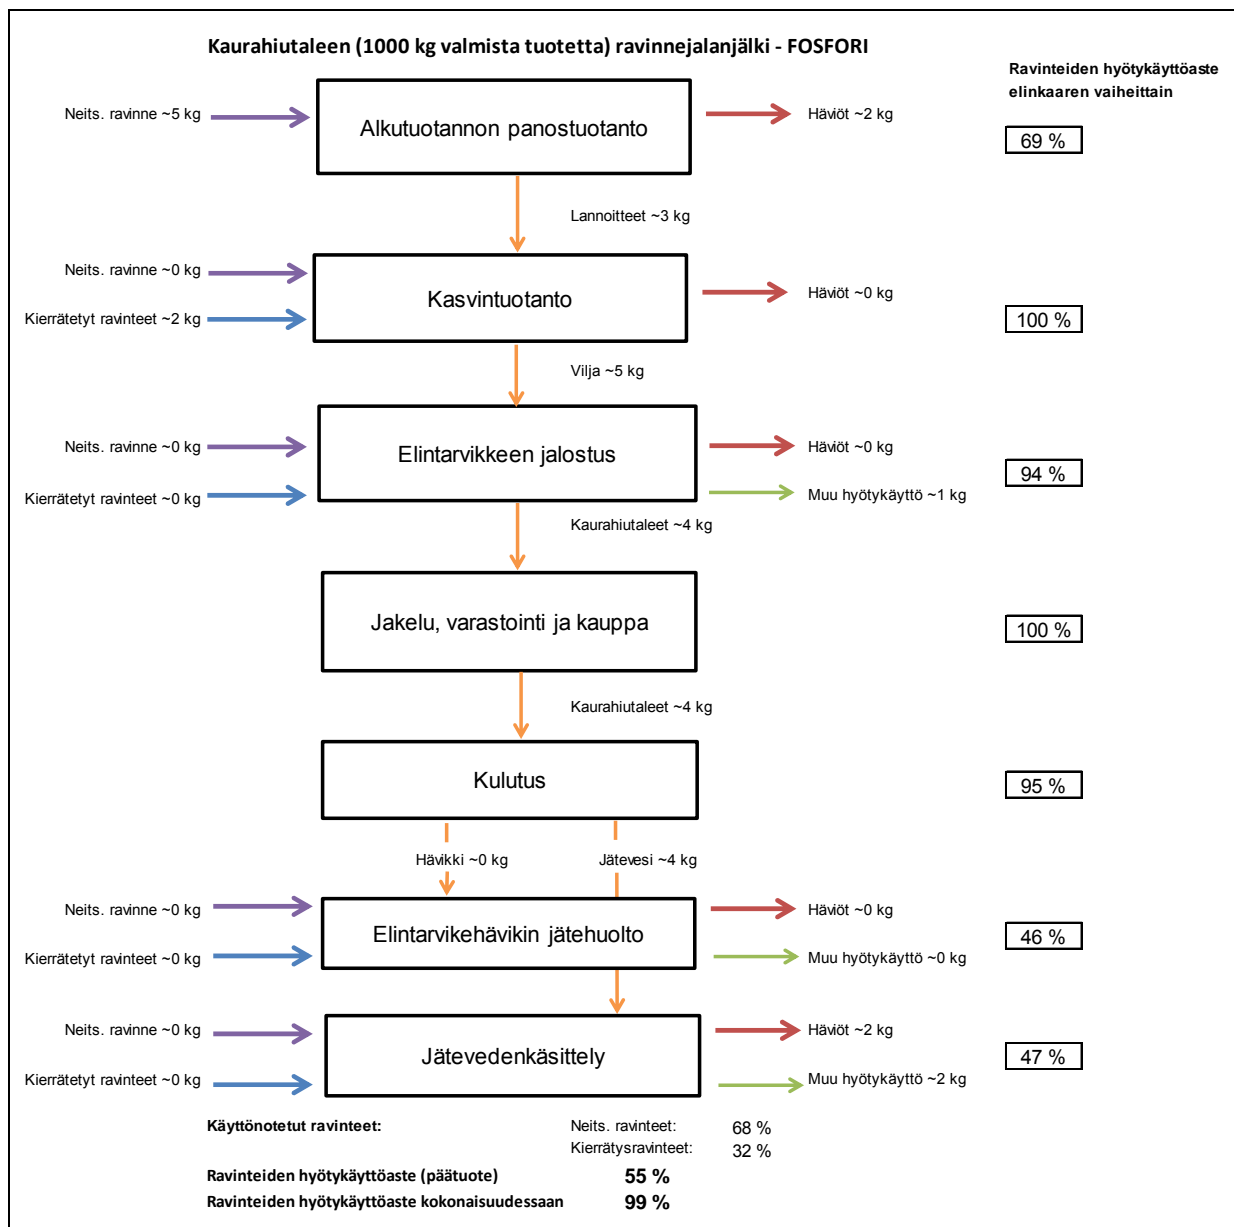 Kaurahiutaleen (1000 kg valmista tuotetta) ravinnejalanjälki - FOSFORI
Ravinteiden hyötykäyttöaste
elinkaaren vaiheittain
Neits. ravinne ~5 kg
Alkutuotannon panostuotanto
Häviöt ~2 kg
69 %
Lannoitteet ~3 kg
Neits. ravinne ~0 kg
Kierrätetyt ravinteet ~2 kg
Kasvintuotanto
Häviöt ~0 kg
100 %
Vilja ~5 kg
Neits. ravinne ~0 kg
Kierrätetyt ravinteet ~0 kg
Elintarvikkeen jalostus
Häviöt ~0 kg
Muu hyötykäyttö ~1 kg
94 %
Kaurahiutaleet ~4 kg
Jakelu, varastointi ja kauppa
100 %
Kaurahiutaleet ~4 kg
Kulutus
95 %
Hävikki ~0 kg
Jätevesi ~4 kg
Neits. ravinne ~0 kg
Kierrätetyt ravinteet ~0 kg
Elintarvikehävikin jätehuolto
Häviöt ~0 kg
Muu hyötykäyttö ~0 kg
46 %
Neits. ravinne ~0 kg
Kierrätetyt ravinteet ~0 kg
Jätevedenkäsittely
Häviöt ~2 kg
Muu hyötykäyttö ~2 kg
47 %
Käyttönotetut ravinteet: Neits. ravinteet: 68 %
Kierrätysravinteet: 32 %
Ravinteiden hyötykäyttöaste (päätuote) 55 %
Ravinteiden hyötykäyttöaste kokonaisuudessaan 99 %